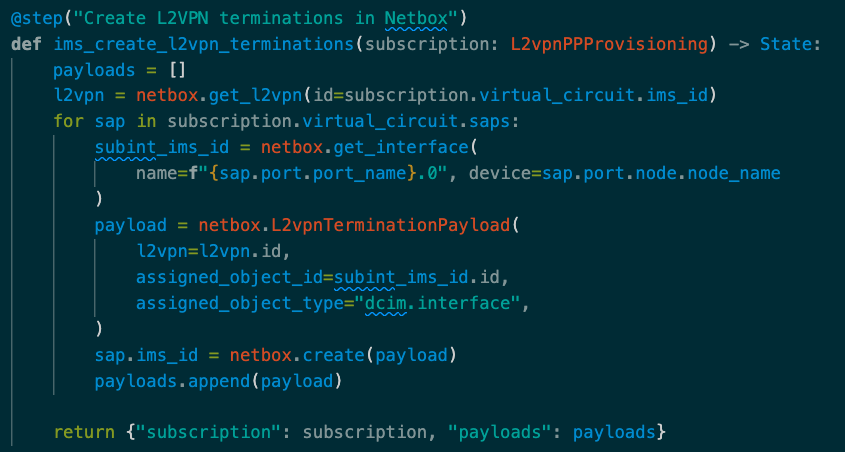 @step("Create L2VPN terminations in Netbox")
def ims_create_l2vpn_terminations(subscription: L2vpnPPProvisioning) -> State:
    payloads = []
    l2vpn = netbox.get_l2vpn(id=subscription.virtual_circuit.ims_id)
    for sap in subscription.virtual_circuit.saps:
        subint_ims_id = netbox.get_interface(
            name=f"{sap.port.port_name}.0", device=sap.port.node.node_name
        )
        payload = netbox.L2vpnTerminationPayload(
            l2vpn=l2vpn.id,
            assigned_object_id=subint_ims_id.id,
            assigned_object_type="dcim.interface",
        )
        sap.ims_id = netbox.create(payload)
        payloads.append(payload)
    return {"subscription": subscription, "payloads": payloads}